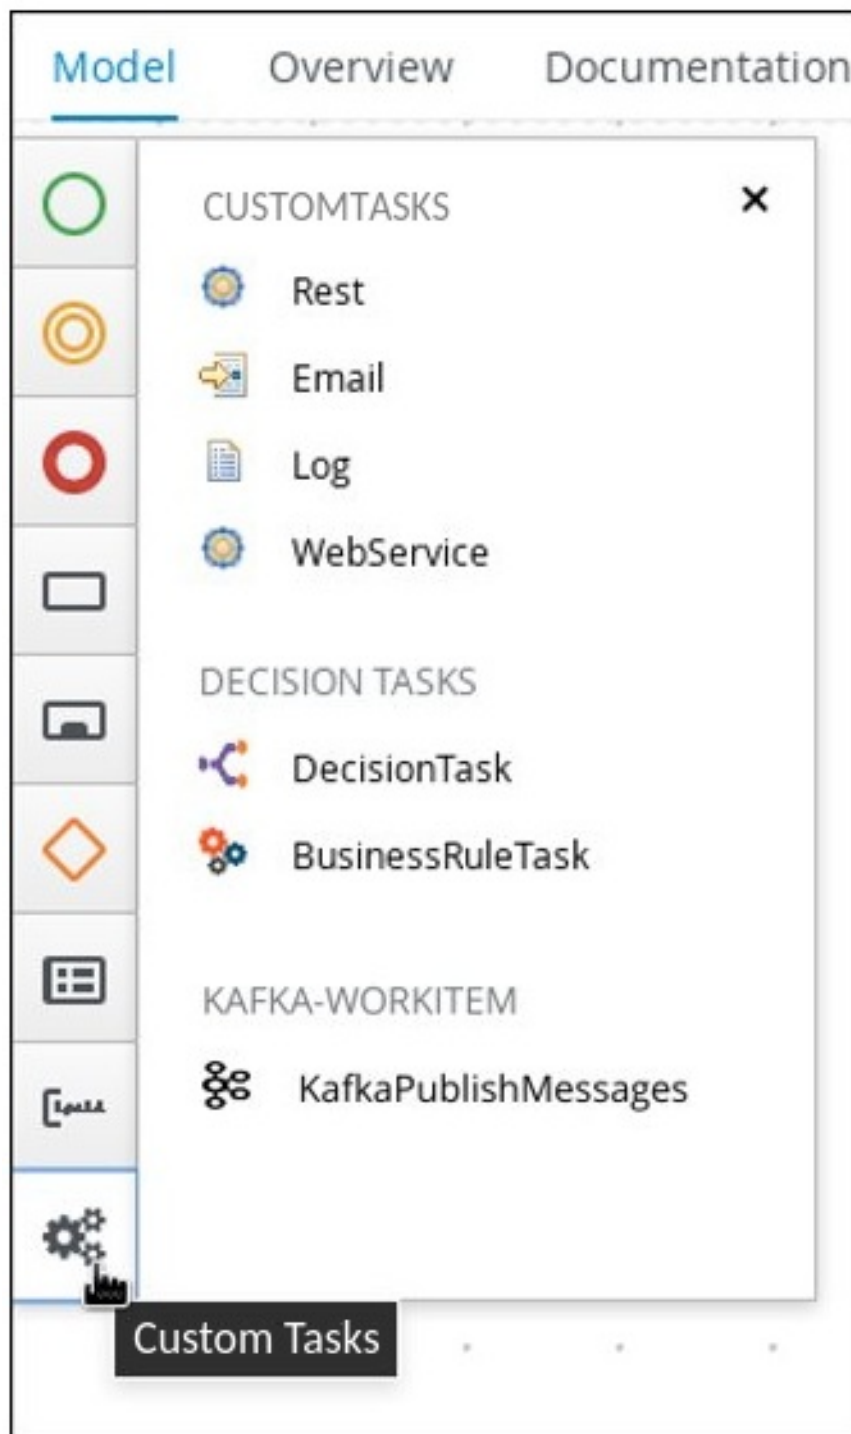 Model Overview Documentation
CUSTOMTASKS
Rest
Email
Log
WebService
DECISION TASKS
DecisionTask
BusinessRuleTask
KAFKA-WORKITEM
KafkaPublishMessages
Custom Tasks